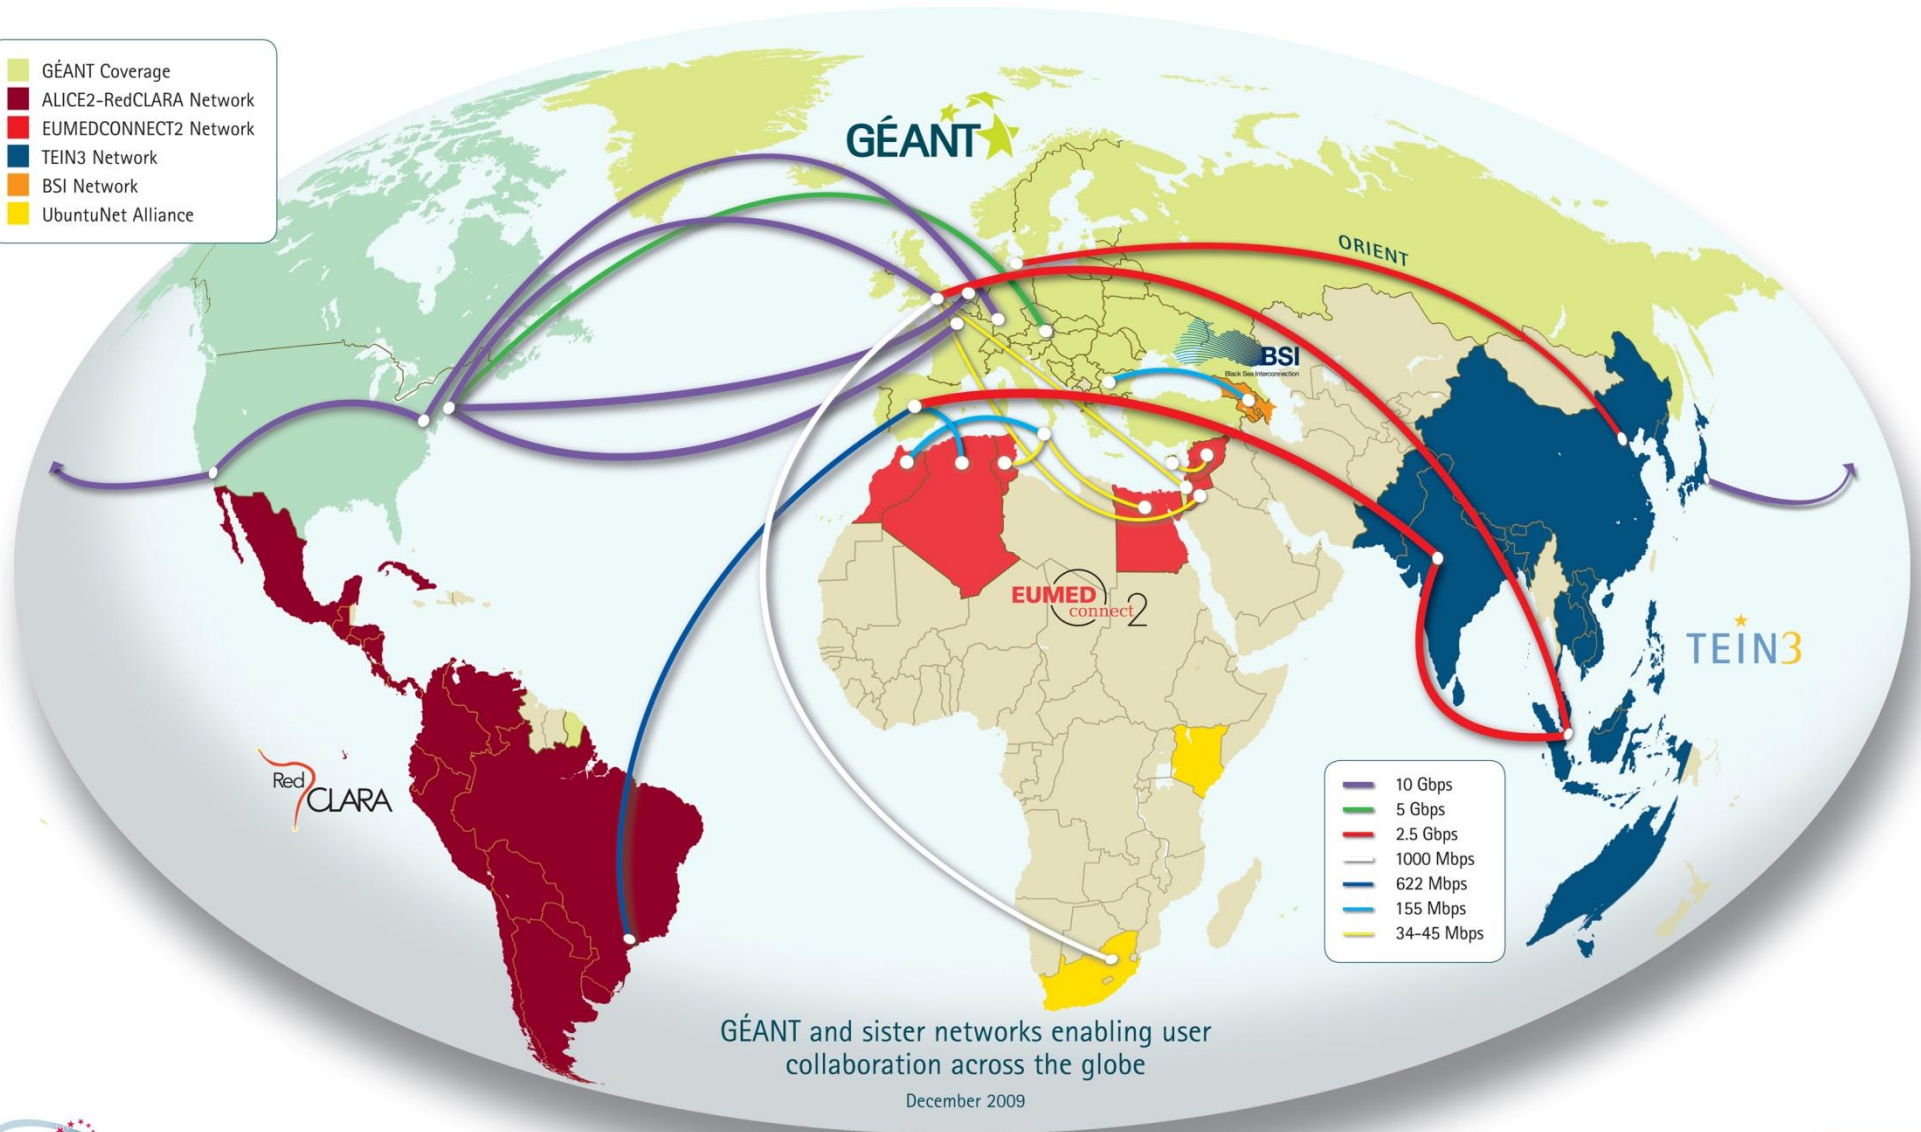 GÉANT Coverage
ALICE2-RedCLARA Network
EUMEDCONNECT2 Network
TEIN3 Network
BSI Network
UbuntuNet Alliance
GÉANT
ORIENT
BSI
Black Sea Interconnection
EUMED
connect2
TEIN3
Red
CLARA
10 Gbps
5 Gbps
2.5 Gbps
1000 Mbps
622 Mbps
155 Mbps
34-45 Mbps
GÉANT and sister networks enabling user
collaboration across the globe
December 2009